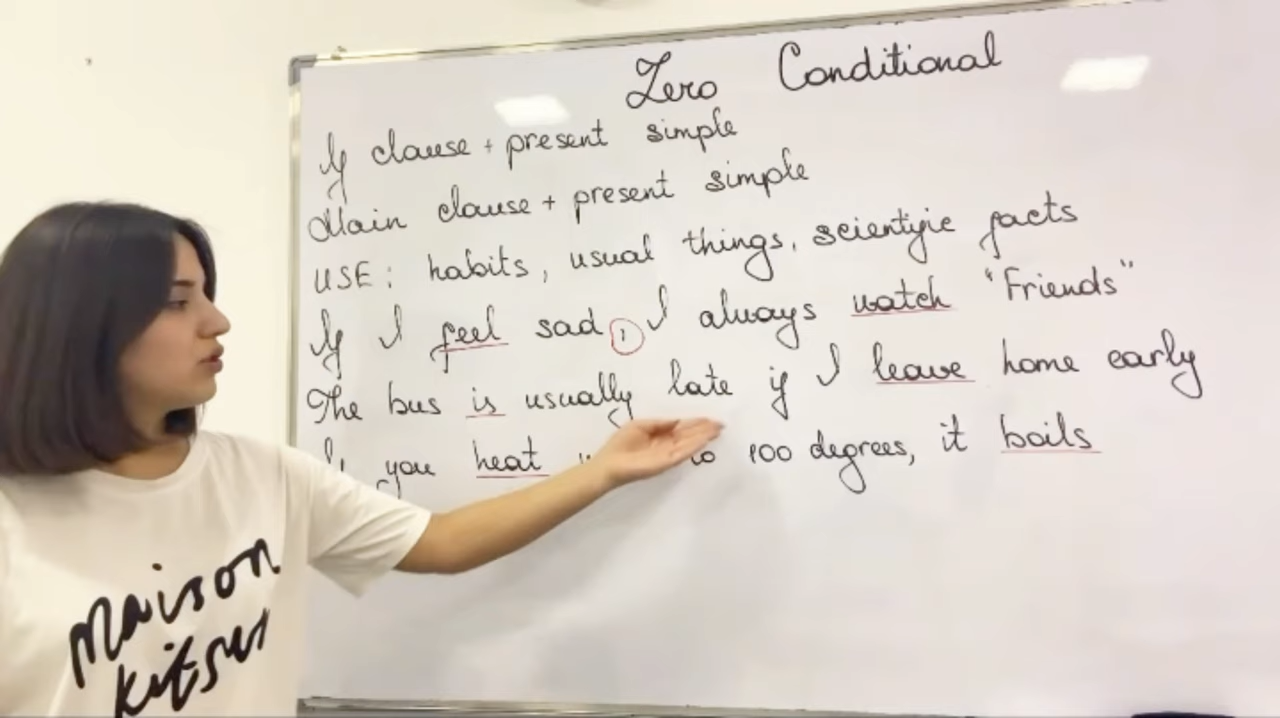 Zero Conditional
If clause + present simple
Main clause + present simple
USE: habits, usual things, scientific facts
If I feel sad, I always watch "Friends"
The bus is usually late if I leave home early
you heat to 100 degrees, it boils
maison